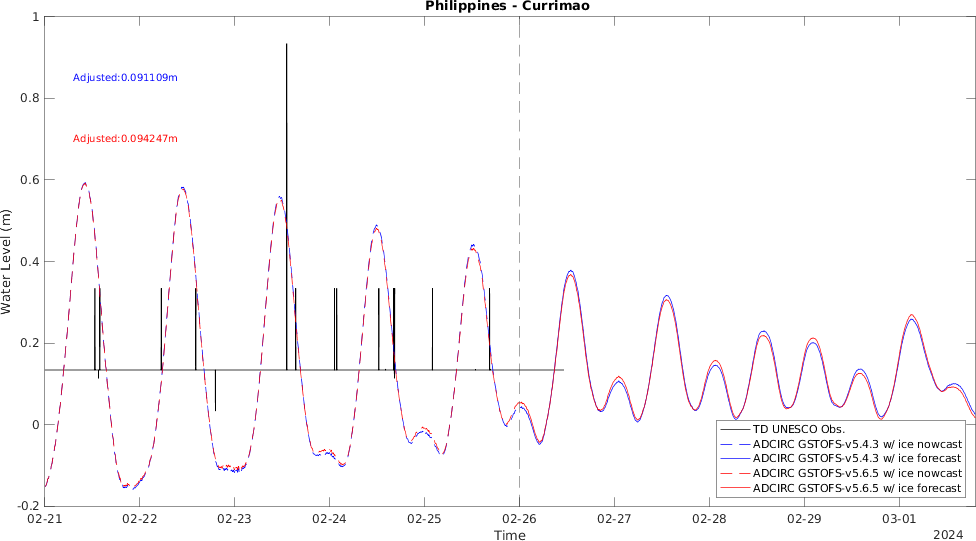 Philippines - Currimao
1
0.8
0.6
0.4
0.2
0
-0.2
Water Level (m)
Adjusted:0.091109m
Adjusted:0.094247m
TD UNESCO Obs.
ADCIRC GSTOFS-v5.4.3 w/ ice nowcast
ADCIRC GSTOFS-v5.4.3 w/ ice forecast
ADCIRC GSTOFS-v5.6.5 w/ ice nowcast
ADCIRC GSTOFS-v5.6.5 w/ ice forecast
02-21 02-22 02-23 02-24 02-25 02-26 02-27 02-28 02-29 03-01
Time
2024